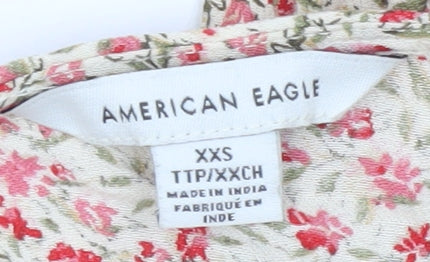 AMERICAN EAGLE
XXS
TTP/XXCH
MADE IN INDIA
FABRIQUÉ EN
INDE